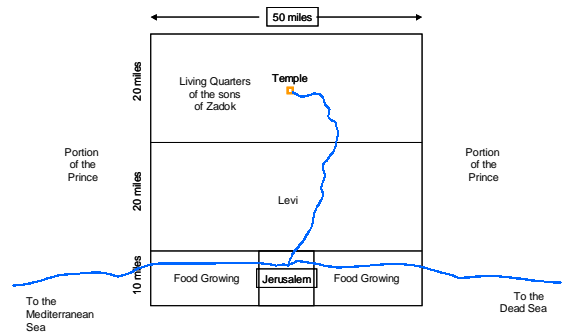 50 miles
20 miles
Living Quarters
of the sons
of Zadok
Temple
Portion
of the
Prince
Portion
of the
Prince
20 miles
Levi
10 miles
Food Growing
Jerusalem
Food Growing
To the
Mediterranean
Sea
To the
Dead Sea